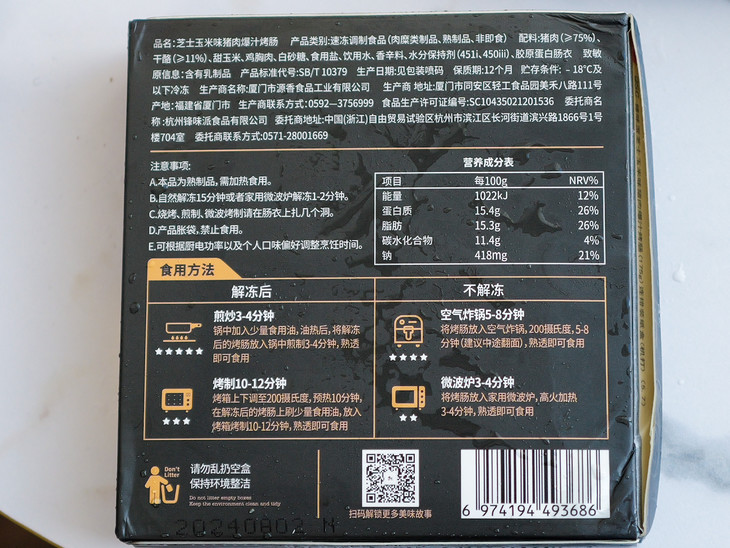 品名:芝士玉米味猪肉爆汁烤肠 产品类别:速冻调制食品(肉糜类制品、熟制品、非即食) 配料:猪肉(≥75%)、
干酪(≥11%)、甜玉米、鸡胸肉、白砂糖、食用盐、饮用水、香辛料、水分保持剂(451i、450iii)、胶原蛋白肠衣 致敏
原信息:含有乳制品 产品标准代号:SB/T 10379 生产日期:见包装喷码 保质期:12个月 贮存条件: -18℃及
以下冷冻 生产商名称:厦门市源香食品工业有限公司 生产商 地址:厦门市同安区轻工食品园美禾八路111号
产地:福建省厦门市 生产商联系方式:0592—3756999 食品生产许可证编号:SC10435021201536 委托商名
称:杭州锋味派食品有限公司 委托商地址:中国(浙江)自由贸易试验区杭州市滨江区长河街道滨兴路1866号1号
楼704室 委托商联系方式:0571-28001669
注意事项:
A.本品为熟制品,需加热食用。
B.自然解冻15分钟或者家用微波炉解冻1-2分钟。
C.烧烤、煎制、微波烤制请在肠衣上扎几个洞。
D.产品胀袋,禁止食用。
E.可根据厨电功率以及个人口味偏好调整烹饪时间。
营养成分表
项目 每100g NRV%
能量 1022kJ 12%
蛋白质 15.4g 26%
脂肪 15.3g 26%
碳水化合物 11.4g 4%
钠 418mg 21%
食用方法
解冻后
煎炒3-4分钟
锅中加入少量食用油,油热后,将解冻
后的烤肠放入锅中煎制3-4分钟,熟透
即可食用
烤制10-12分钟
烤箱上下调至200摄氏度,预热10分钟,
在解冻后的烤肠上刷少量食用油,放入
烤箱烤制10-12分钟,熟透即可食用
不解冻
空气炸锅5-8分钟
将烤肠放入空气炸锅,200摄氏度,5-8
分钟(建议中途翻面),熟透即可食用
微波炉3-4分钟
将烤肠放入家用微波炉,高火加热
3-4分钟,熟透即可食用
Don't
Litter
请勿乱扔空盒
保持环境整洁
Do not litter empty boxes
Keep the environment clean and tidy
扫码解锁更多美味故事
6 974194 493686
20240802 N